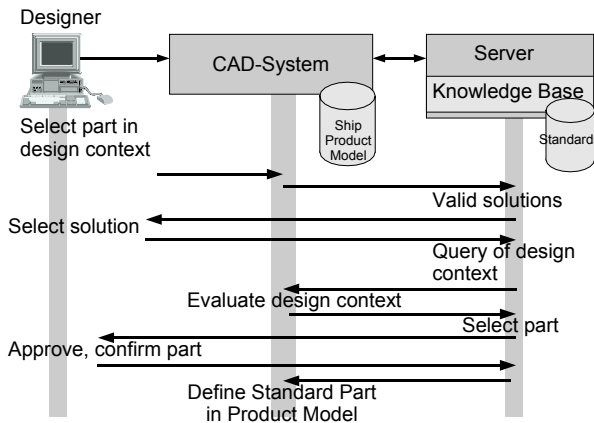 Designer
CAD-System
Server
Knowledge Base
Ship
Product
Model
Standard
Select part in
design context
Valid solutions
Select solution
Query of design
context
Evaluate design context
Select part
Approve, confirm part
Define Standard Part
in Product Model